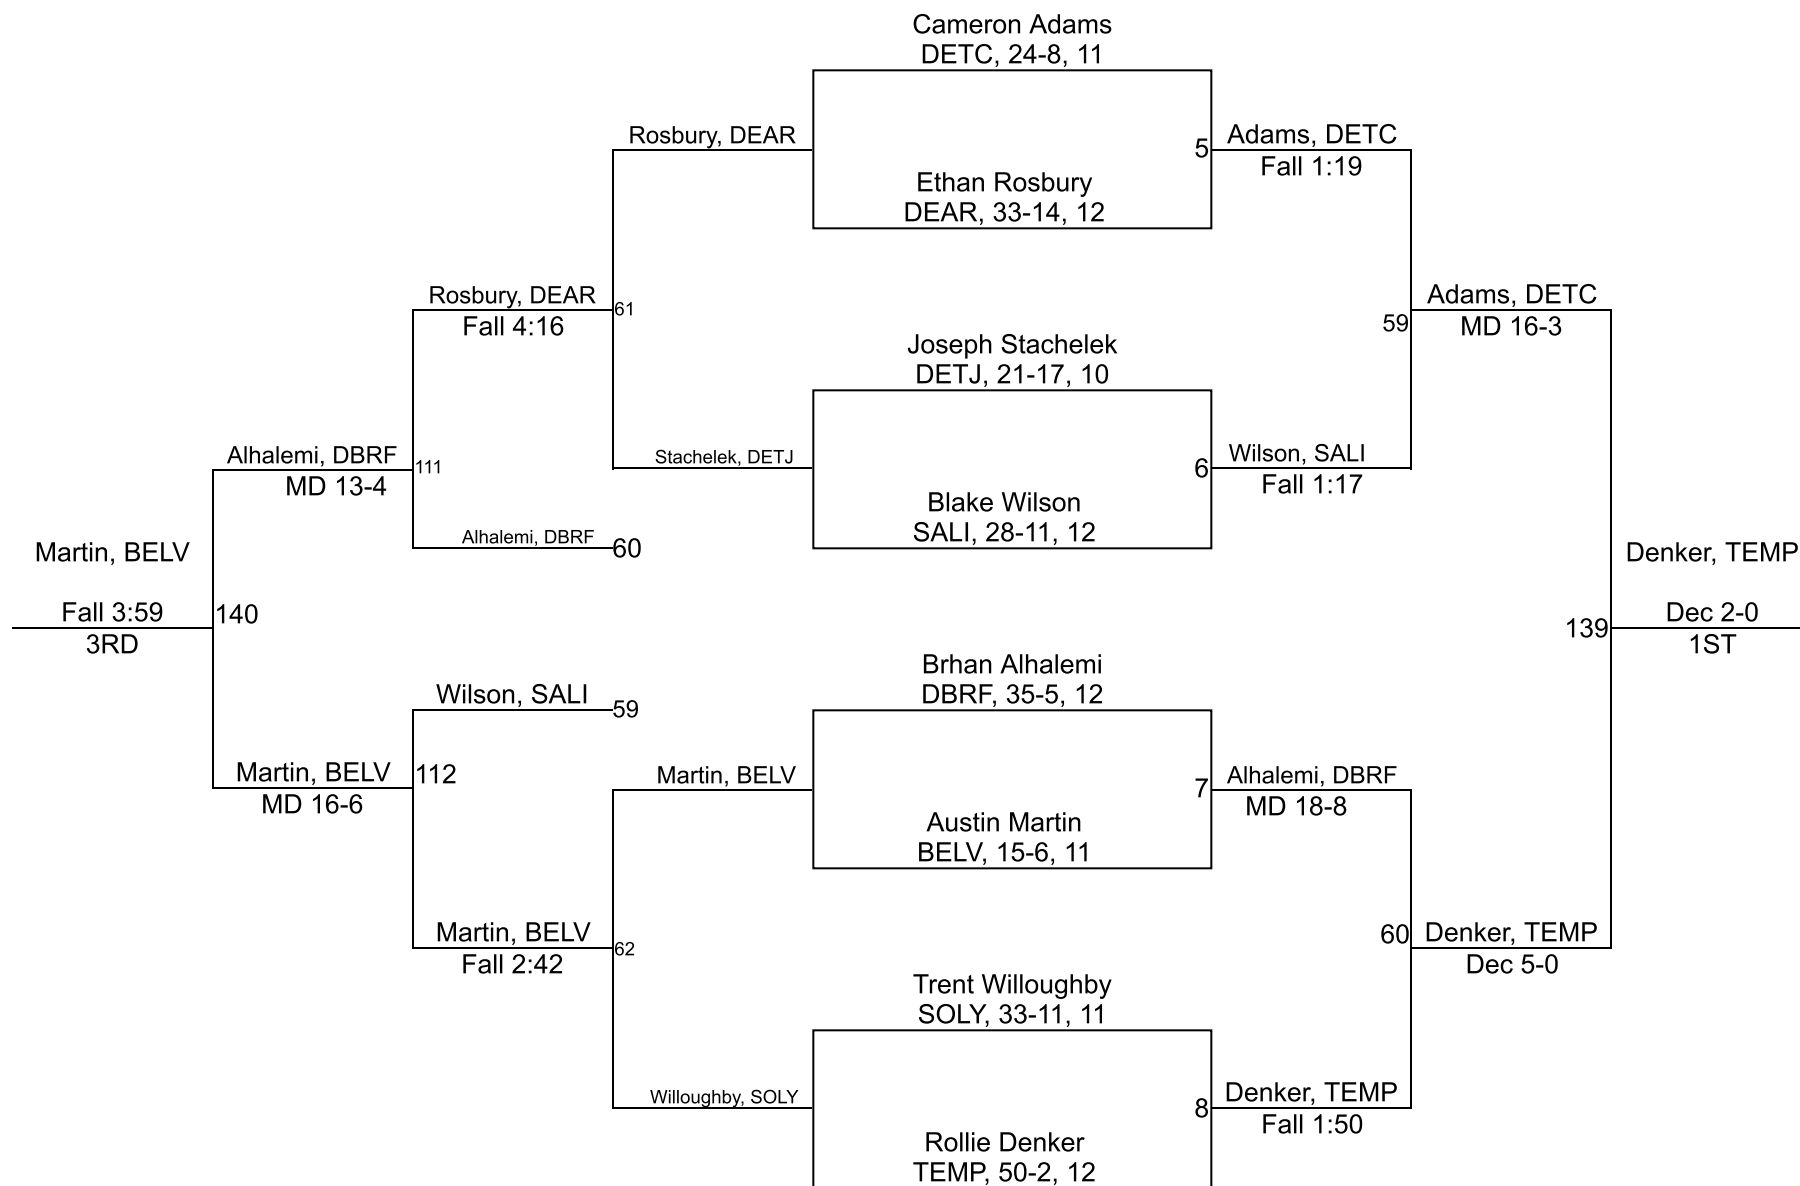 Cameron Adams
DETC, 24-8, 11
Rosbury, DEAR
5
Adams, DETC
Fall 1:19
Ethan Rosbury
DEAR, 33-14, 12
Rosbury, DEAR
Fall 4:16
61
59
Adams, DETC
MD 16-3
Joseph Stachelek
DETJ, 21-17, 10
Alhalemi, DBRF
MD 13-4
111
Stachelek, DETJ
6
Wilson, SALI
Fall 1:17
Blake Wilson
SALI, 28-11, 12
Alhalemi, DBRF
60
Martin, BELV
Fall 3:59
3RD
140
Denker, TEMP
139
Dec 2-0
1ST
Brhan Alhalemi
DBRF, 35-5, 12
Wilson, SALI
59
Martin, BELV
MD 16-6
112
Martin, BELV
7
Alhalemi, DBRF
MD 18-8
Austin Martin
BELV, 15-6, 11
Martin, BELV
Fall 2:42
62
60
Denker, TEMP
Dec 5-0
Trent Willoughby
SOLY, 33-11, 11
Willoughby, SOLY
8
Denker, TEMP
Fall 1:50
Rollie Denker
TEMP, 50-2, 12